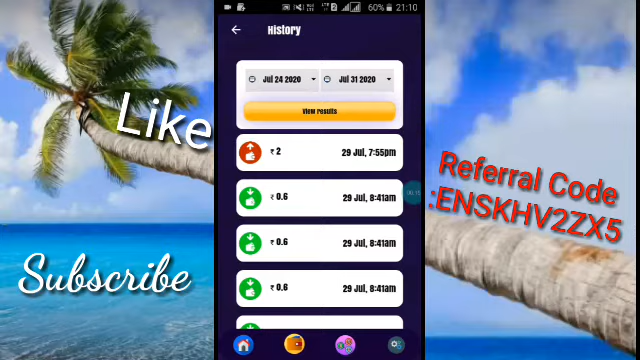 60% 21:10
History
Jul 24 2020 Jul 31 2020
View results
₹ 2 29 Jul, 7:55pm
₹ 0.6 29 Jul, 8:41am
₹ 0.6 29 Jul, 8:41am
₹ 0.6 29 Jul, 8:41am
Like
Subscribe
Referral Code
:ENSKHV2ZX5